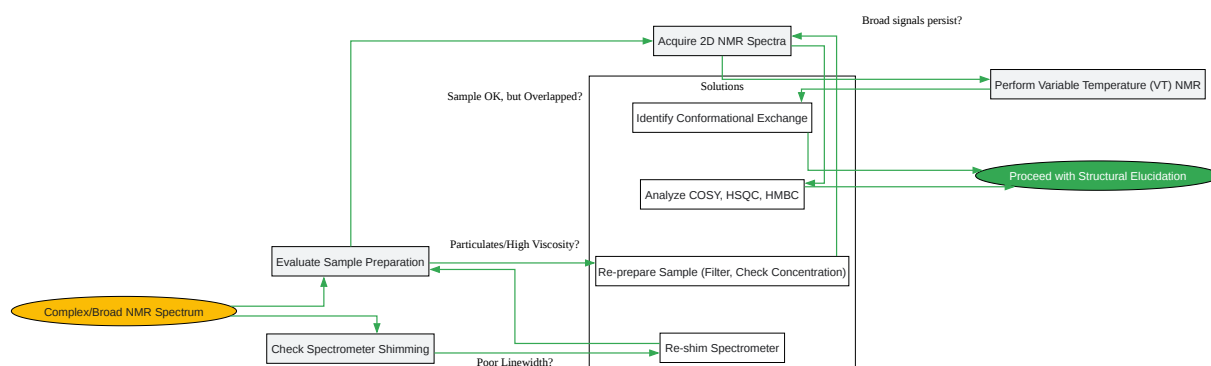 Broad signals persist?
Acquire 2D NMR Spectra
Perform Variable Temperature (VT) NMR
Solutions
Sample OK, but Overlapped?
Identify Conformational Exchange
Proceed with Structural Elucidation
Analyze COSY, HSQC, HMBC
Particulates/High Viscosity?
Evaluate Sample Preparation
Re-prepare Sample (Filter, Check Concentration)
Complex/Broad NMR Spectrum
Check Spectrometer Shimming
Re-shim Spectrometer
Poor Linewidth?